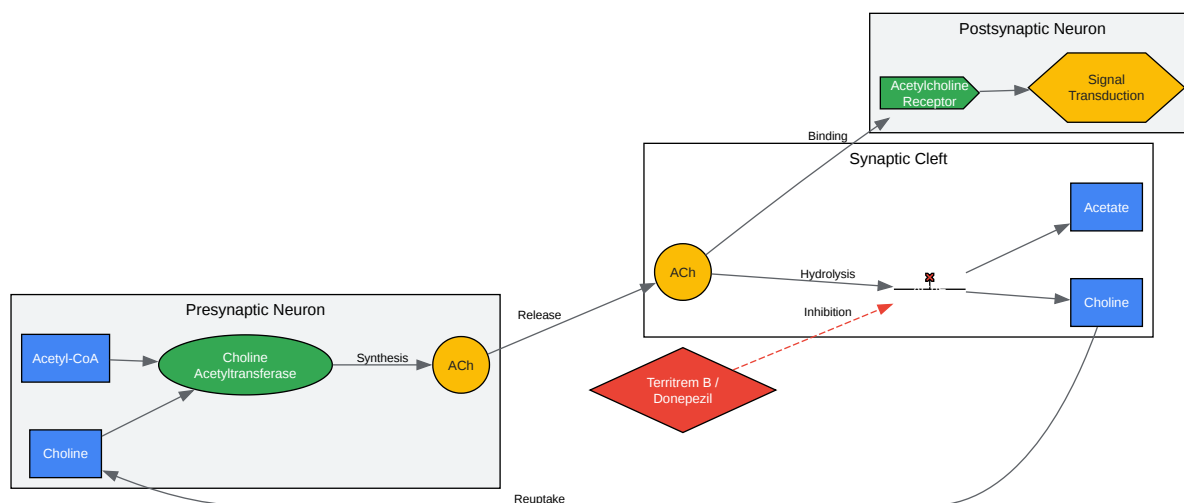 Postsynaptic Neuron
Acetylcholine
Receptor
Signal
Transduction
Binding
Synaptic Cleft
Acetate
ACh
Hydrolysis
Choline
Inhibition
Release
Presynaptic Neuron
Acetyl-CoA
Choline
Acetyltransferase
Synthesis
ACh
Territrem B /
Donepezil
Choline
Reuptake